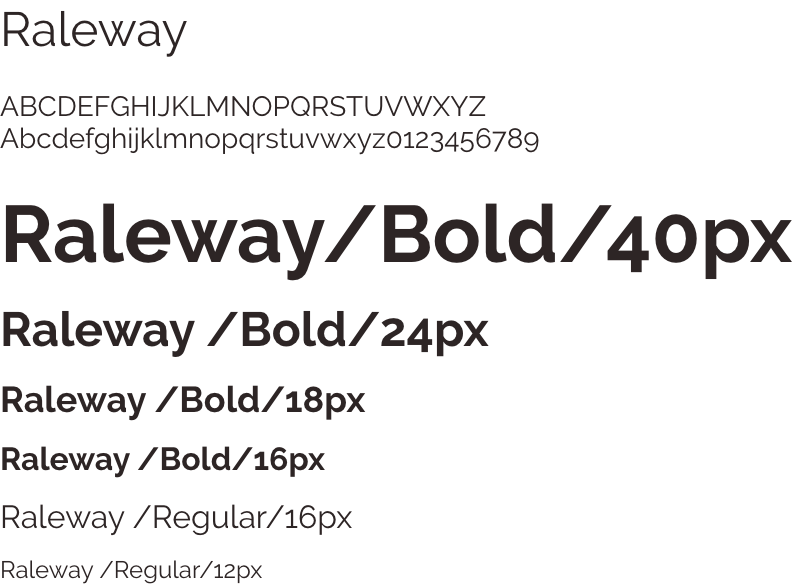 Raleway
ABCDEFGHIJKLMNOPQRSTUVWXYZ
Abcdefghijklmnopqrstuvwxyz0123456789
Raleway/Bold/40px
Raleway /Bold/24px
Raleway /Bold/18px
Raleway /Bold/16px
Raleway /Regular/16px
Raleway /Regular/12px